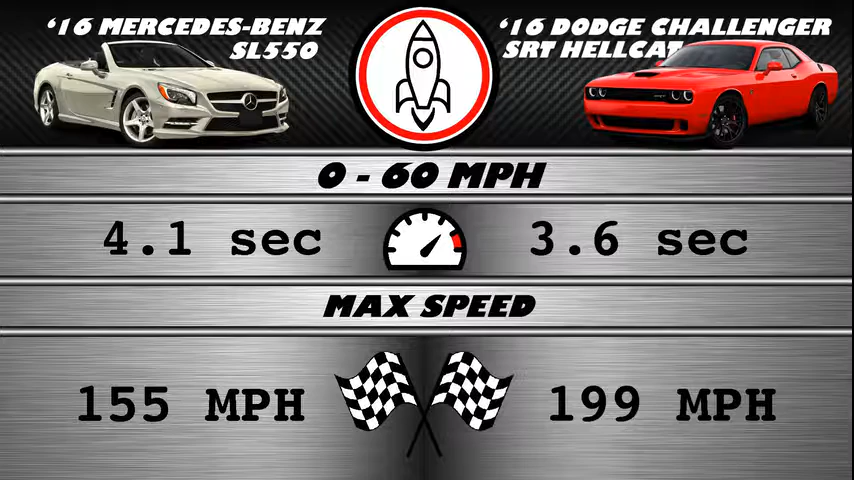 ‘16 MERCEDES-BENZ
SL550
‘16 DODGE CHALLENGER
SRT HELLCAT
0 - 60 MPH
4.1 sec
3.6 sec
MAX SPEED
155 MPH
199 MPH